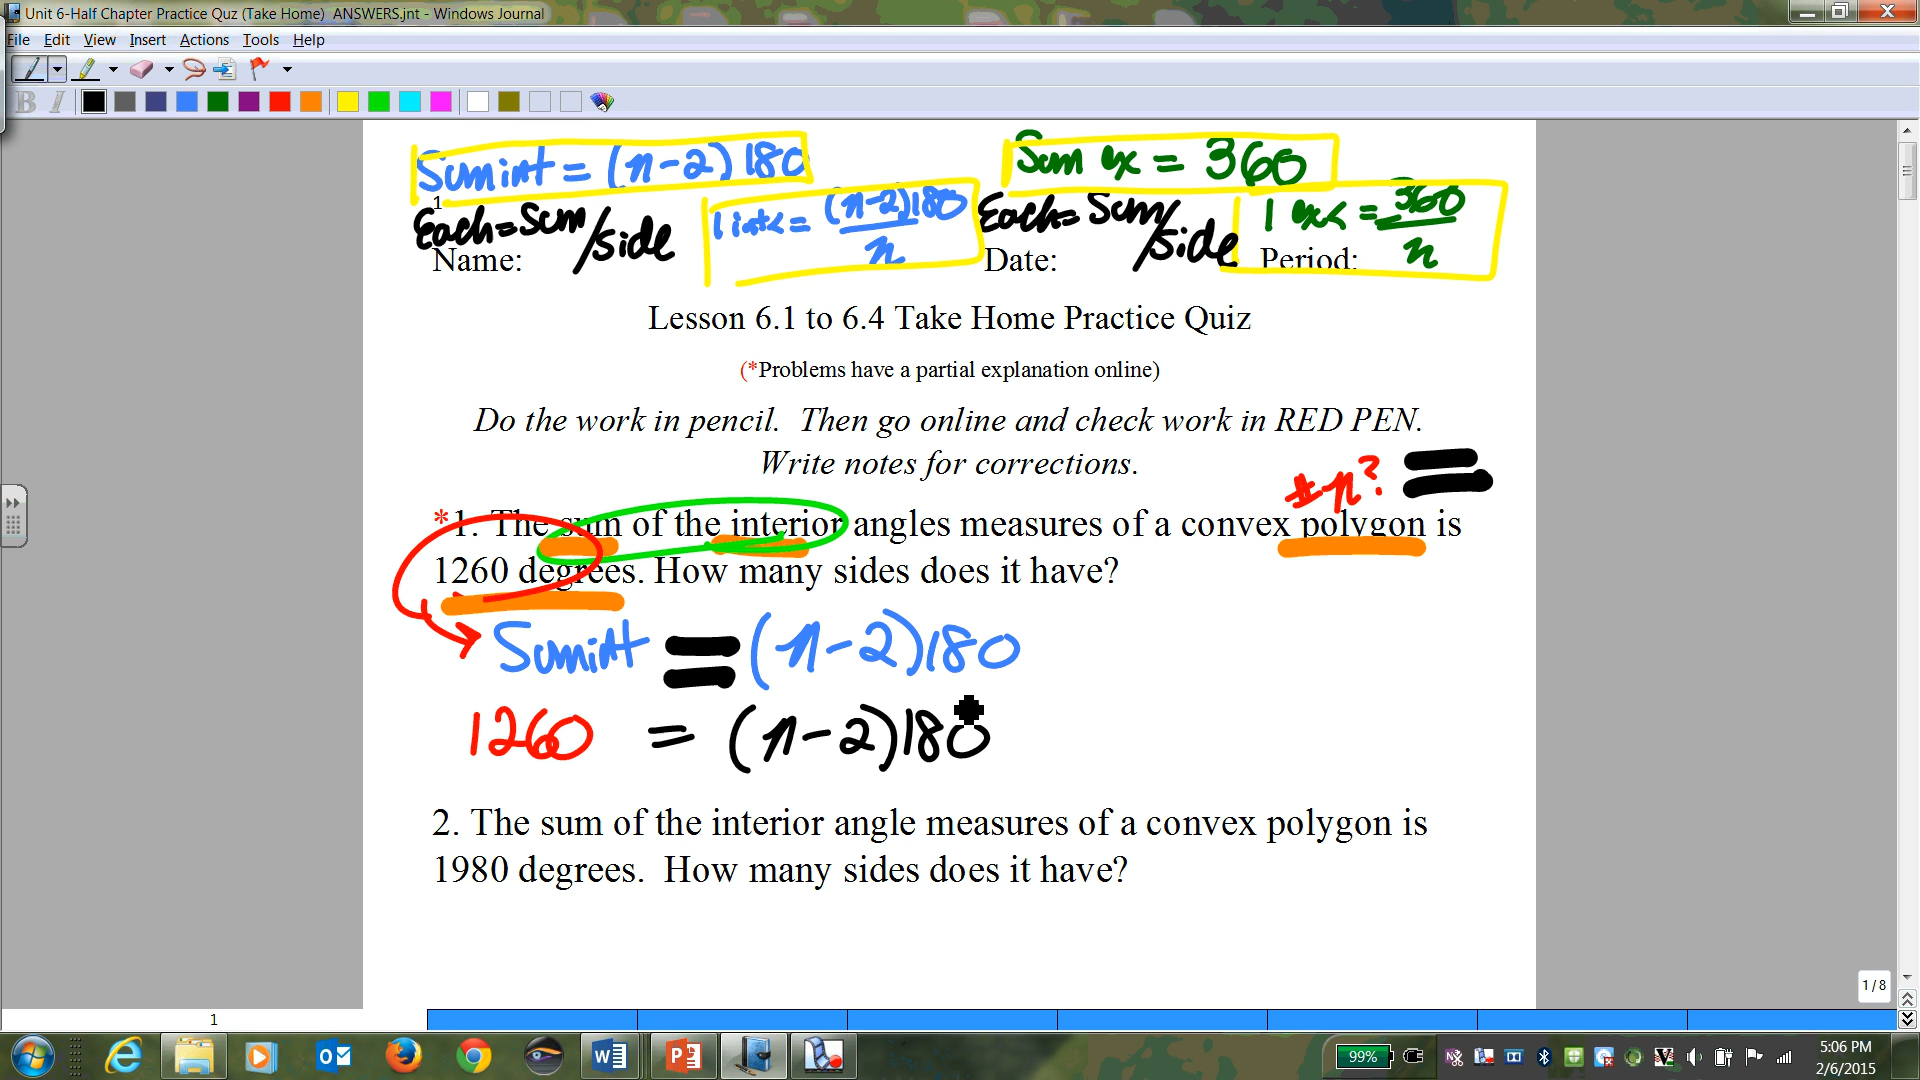 Unit 6-Half Chapter Practice Quz (Take Home)  ANSWERS.jnt - Windows Journal
File Edit View Insert Actions Tools Help
B I
Sum int = (n-2)180
Sum ex = 360
1
Each = Sum/side
1 int< = (n-2)180/n
Each = Sum/side
1 ex< = 360/n
Name:
Date:
Period:
Lesson 6.1 to 6.4 Take Home Practice Quiz
(*Problems have a partial explanation online)
Do the work in pencil.  Then go online and check work in RED PEN.
Write notes for corrections.
n?
=
*1. The sum of the interior angles measures of a convex polygon is
1260 degrees. How many sides does it have?
Sum int = (n-2)180
1260 = (n-2)180
2. The sum of the interior angle measures of a convex polygon is
1980 degrees.  How many sides does it have?
1 / 8
1
99%
5:06 PM
2/6/2015